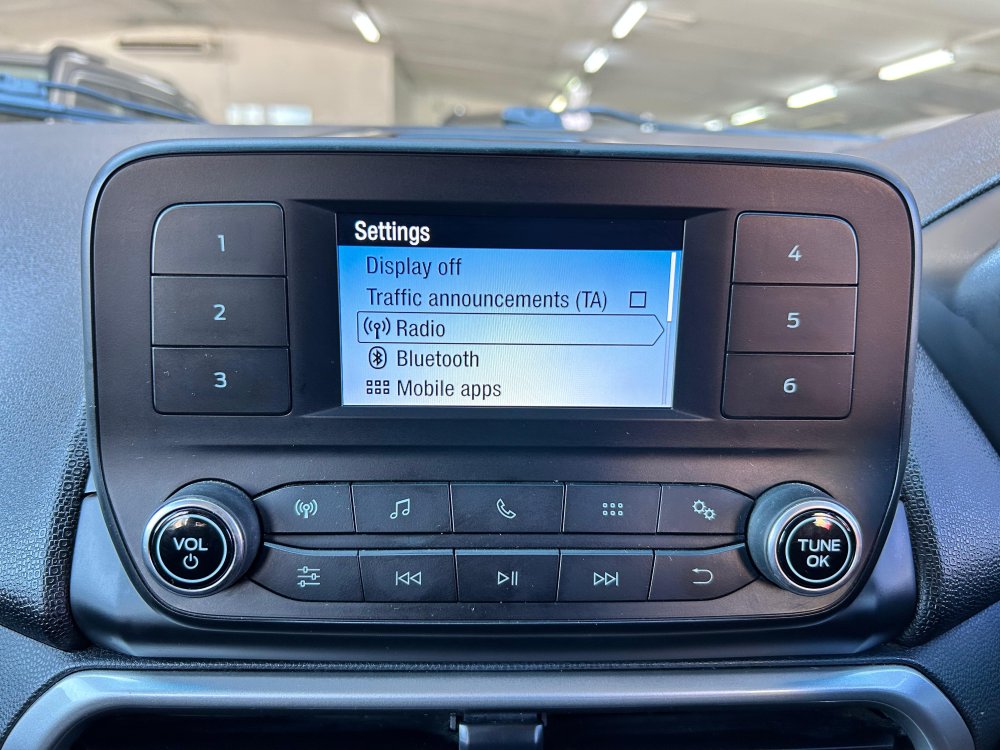 Settings
Display off
Traffic announcements (TA)
Radio
Bluetooth
Mobile apps
1
2
3
4
5
6
VOL
TUNE
OK